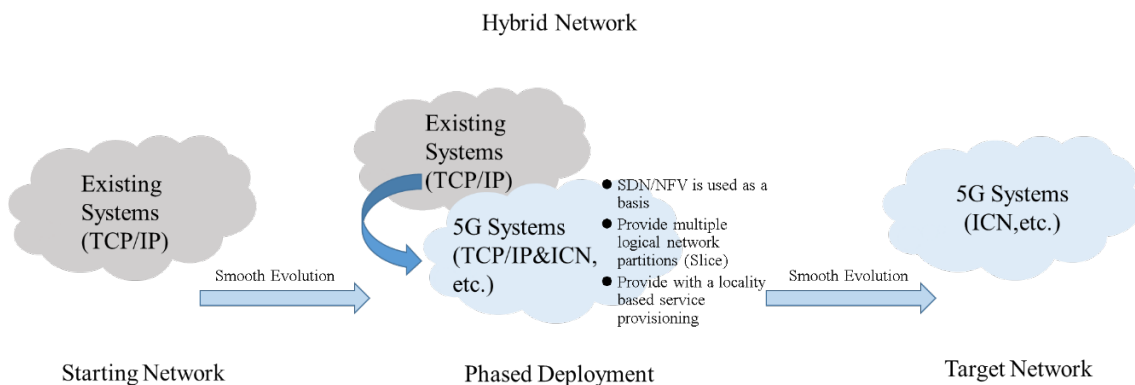 Hybrid Network
Existing
Systems
(TCP/IP)
Smooth Evolution
Starting Network
Existing
Systems
(TCP/IP)
5G Systems
(TCP/IP&ICN,
etc.)
● SDN/NFV is used as a
basis
● Provide multiple
logical network
partitions (Slice)
● Provide with a locality
based service
provisioning
Phased Deployment
Smooth Evolution
5G Systems
(ICN,etc.)
Target Network